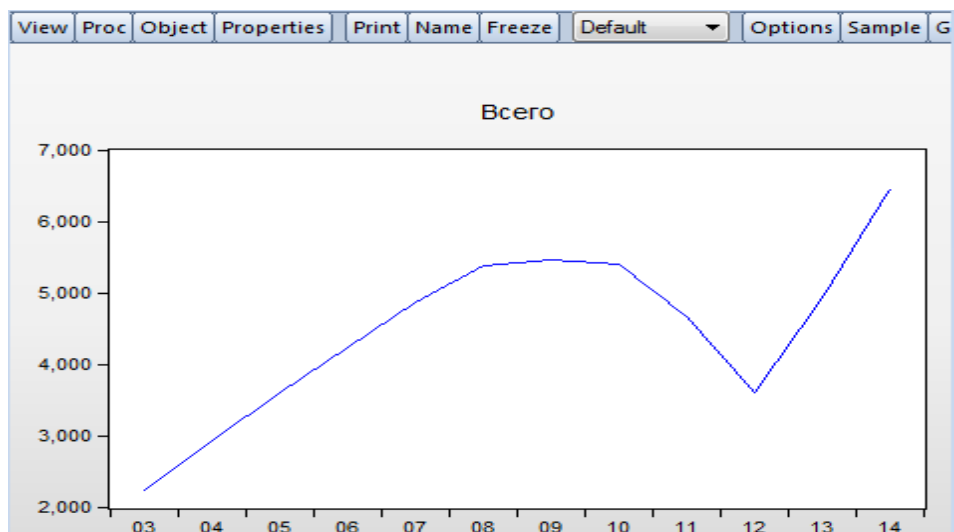 View Proc Object Properties Print Name Freeze Default Options Sample G
Всего
7,000
6,000
5,000
4,000
3,000
2,000
03 04 05 06 07 08 09 10 11 12 13 14